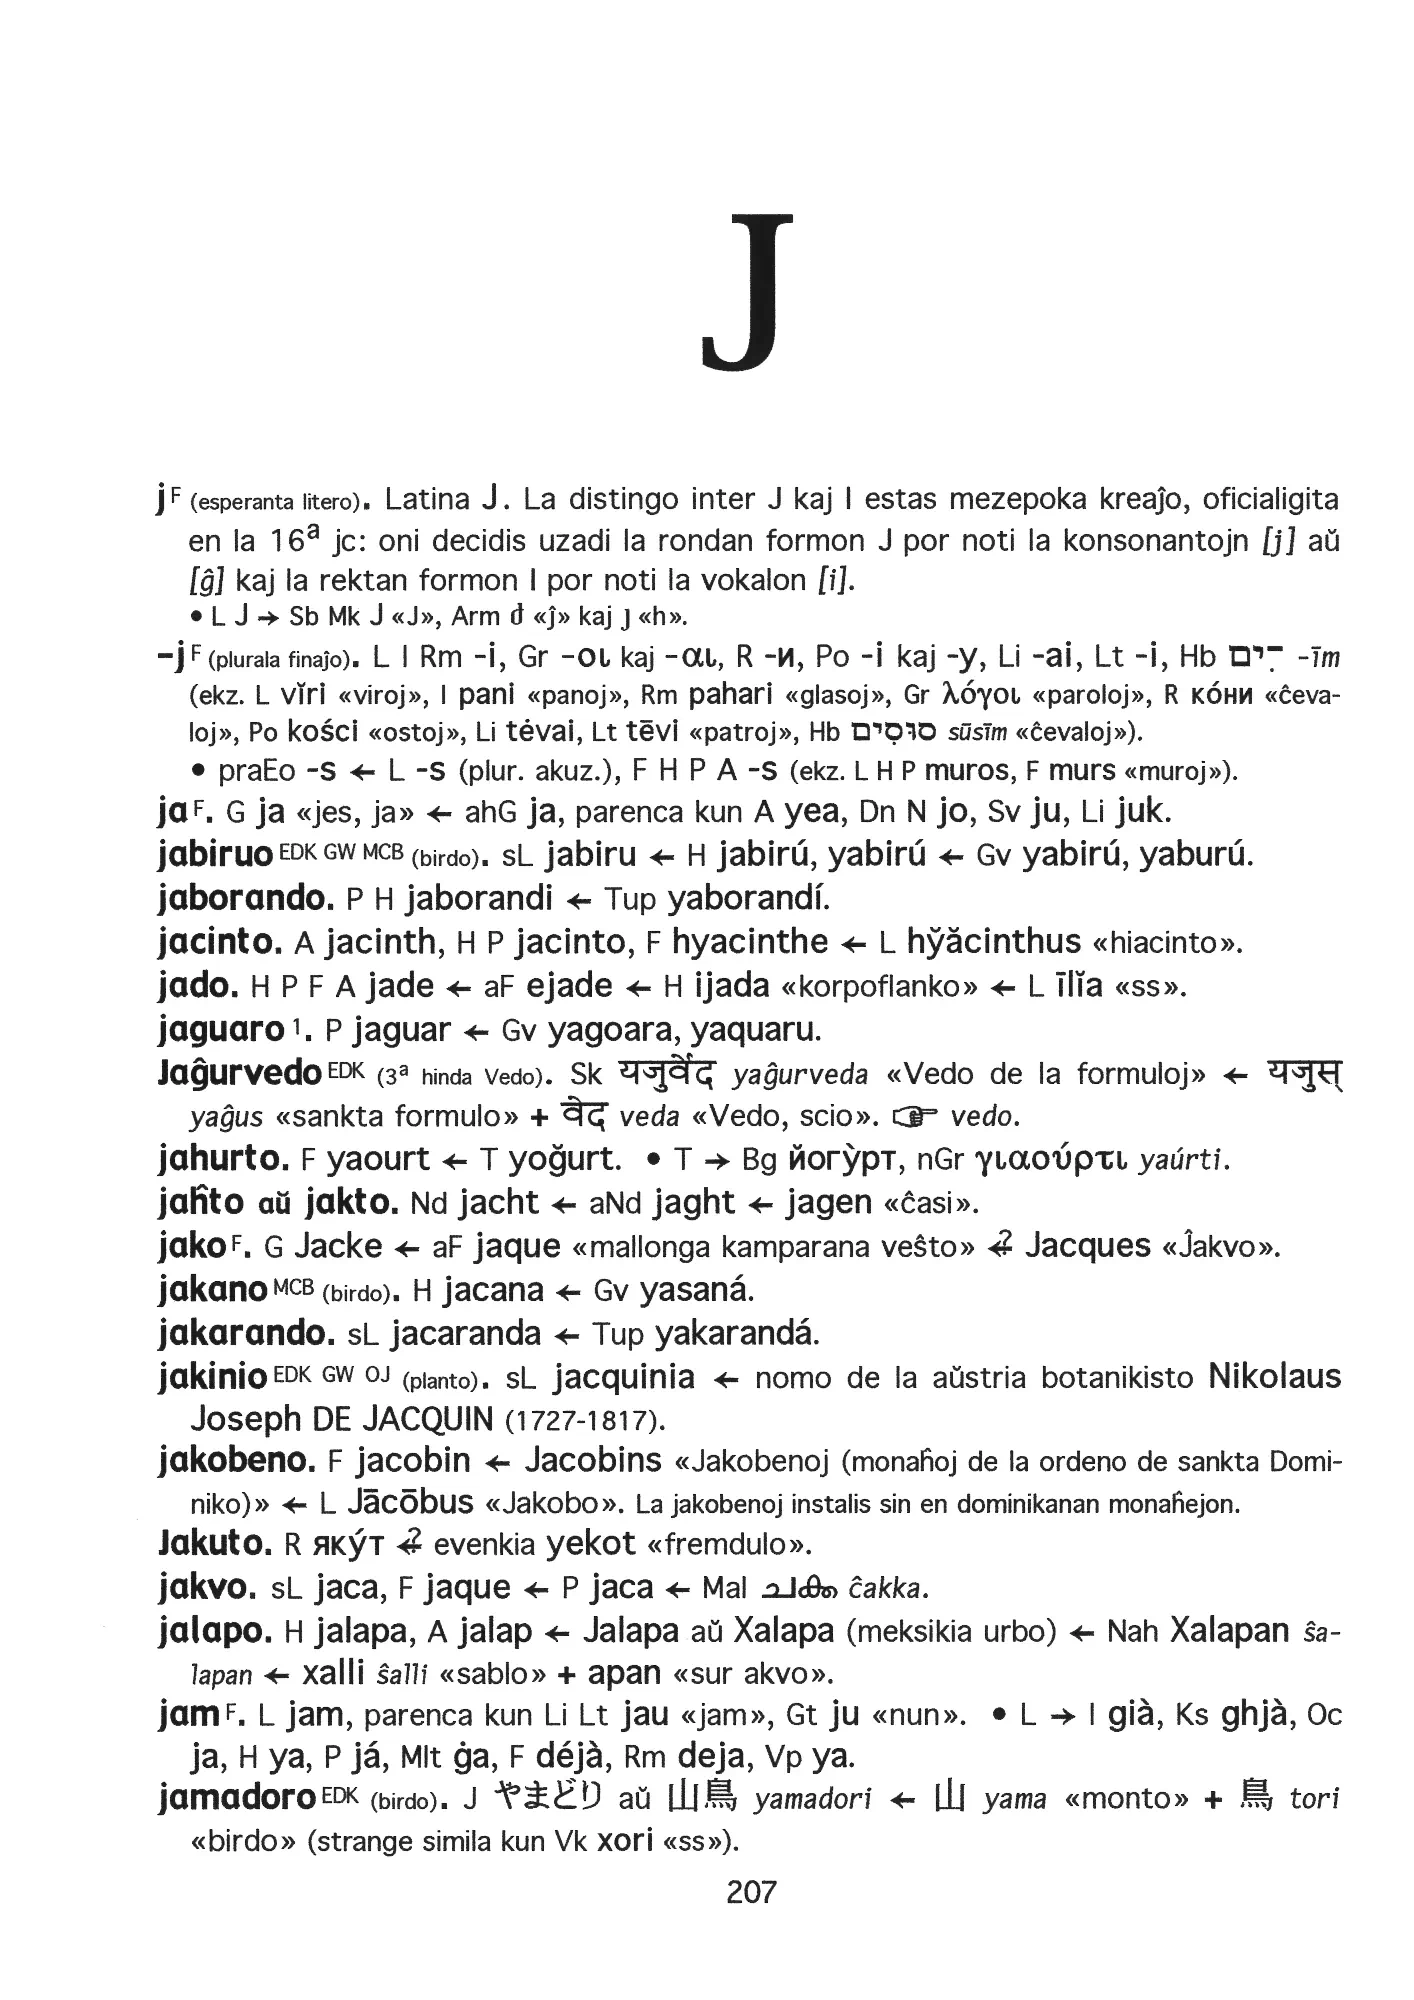 J
j F (esperanta litero). Latina J. La distingo inter J kaj I estas mezepoka kreaĵo, oficialigita
en la 16a jc: oni decidis uzadi la rondan formon J por noti la konsonantojn [j] aŭ
[ĝ] kaj la rektan formon I por noti la vokalon [i].
• L J → Sb Mk J «J», Arm ժ «ĵ» kaj յ «h».
-j F (plurala finaĵo). L I Rm -i, Gr -οι kaj -αι, R -и, Po -i kaj -y, Li -ai, Lt -i, Hb ־ִים -īm
(ekz. L vĭri «viroj», I pani «panoj», Rm pahari «glasoj», Gr λόγοι «paroloj», R ко́ни «ĉeva-
loj», Po kości «ostoj», Li tėvai, Lt tēvi «patroj», Hb סוּסִים sūsīm «ĉevaloj»).
• praEo -s ← L -s (plur. akuz.), F H P A -s (ekz. L H P muros, F murs «muroj»).
ja F. G ja «jes, ja» ← ahG ja, parenca kun A yea, Dn N jo, Sv ju, Li juk.
jabiruo EDK GW MCB (birdo). sL jabiru ← H jabirú, yabirú ← Gv yabirú, yaburú.
jaborando. P H jaborandi ← Tup yaborandí.
jacinto. A jacinth, H P jacinto, F hyacinthe ← L hy̆ăcinthus «hiacinto».
jado. H P F A jade ← aF ejade ← H ijada «korpoflanko» ← L īlĭa «ss».
jaguaro 1. P jaguar ← Gv yagoara, yaquaru.
Jaĝurvedo EDK (3a hinda Vedo). Sk यजुर्वेद yaĝurveda «Vedo de la formuloj» ← यजुस्
yaĝus «sankta formulo» + वेद veda «Vedo, scio». ☞ vedo.
jahurto. F yaourt ← T yoğurt. • T → Bg йогу̀рт, nGr γιαούρτι yaúrti.
jaĥto aŭ jakto. Nd jacht ← aNd jaght ← jagen «ĉasi».
jako F. G Jacke ← aF jaque «mallonga kamparana veŝto» ←? Jacques «Ĵakvo».
jakano MCB (birdo). H jacana ← Gv yasaná.
jakarando. sL jacaranda ← Tup yakarandá.
jakinio EDK GW OJ (planto). sL jacquinia ← nomo de la aŭstria botanikisto Nikolaus
Joseph DE JACQUIN (1727-1817).
jakobeno. F jacobin ← Jacobins «Jakobenoj (monaĥoj de la ordeno de sankta Domi-
niko)» ← L Jācōbus «Jakobo». La jakobenoj instalis sin en dominikanan monaĥejon.
Jakuto. R яку́т ←? evenkia yekot «fremdulo».
jakvo. sL jaca, F jaque ← P jaca ← Mal ചക്ക ĉakka.
jalapo. H jalapa, A jalap ← Jalapa aŭ Xalapa (meksikia urbo) ← Nah Xalapan ŝa-
lapan ← xalli ŝalli «sablo» + apan «sur akvo».
jam F. L jam, parenca kun Li Lt jau «jam», Gt ju «nun». • L → I già, Ks ghjà, Oc
ja, H ya, P já, Mlt ġa, F déjà, Rm deja, Vp ya.
jamadoro EDK (birdo). J やまどり aŭ 山鳥 yamadori ← 山 yama «monto» + 鳥 tori
«birdo» (strange simila kun Vk xori «ss»).
207